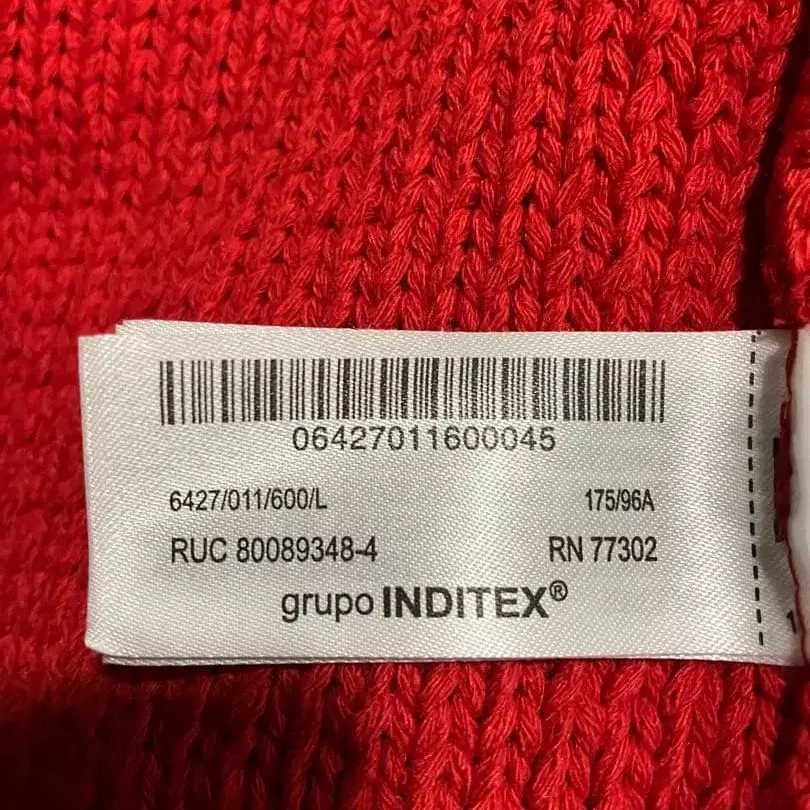 06427011600045
6427/011/600/L 175/96A
RUC 80089348-4 RN 77302
grupo INDITEX®